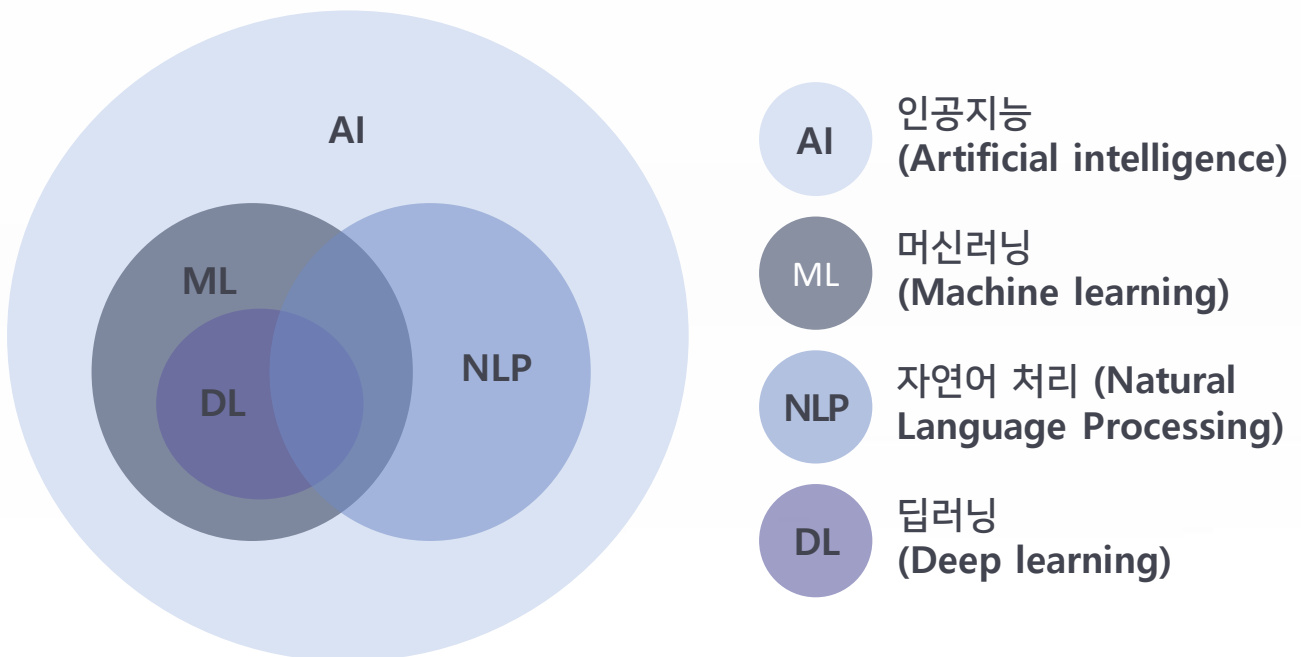 AI
ML
DL
NLP
AI
인공지능
(Artificial intelligence)
ML
머신러닝
(Machine learning)
NLP
자연어 처리 (Natural
Language Processing)
DL
딥러닝
(Deep learning)